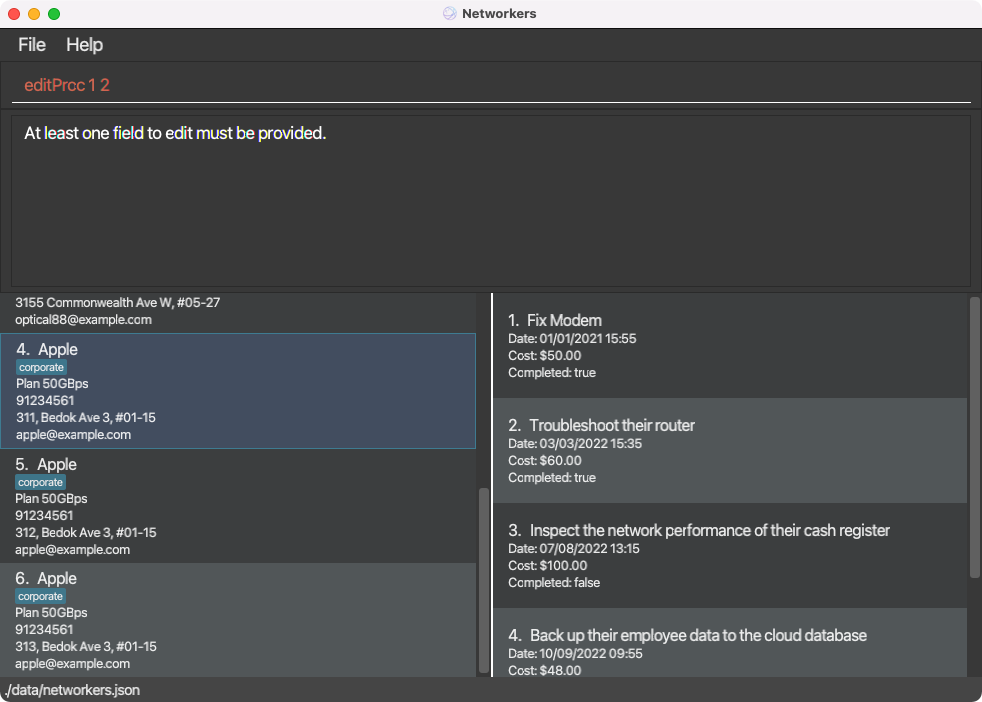 Networkers
File Help
editPrcc 1 2
At least one field to edit must be provided.
3155 Commonwealth Ave W, #05-27
optical88@example.com
4. Apple
corporate
Plan 50GBps
91234561
311, Bedok Ave 3, #01-15
apple@example.com
5. Apple
corporate
Plan 50GBps
91234561
312, Bedok Ave 3, #01-15
apple@example.com
6. Apple
corporate
Plan 50GBps
91234561
313, Bedok Ave 3, #01-15
apple@example.com
1. Fix Modem
Date: 01/01/2021 15:55
Cost: $50.00
Completed: true
2. Troubleshoot their router
Date: 03/03/2022 15:35
Cost: $60.00
Completed: true
3. Inspect the network performance of their cash register
Date: 07/08/2022 13:15
Cost: $100.00
Completed: false
4. Back up their employee data to the cloud database
Date: 10/09/2022 09:55
Cost: $48.00
./data/networkers.json